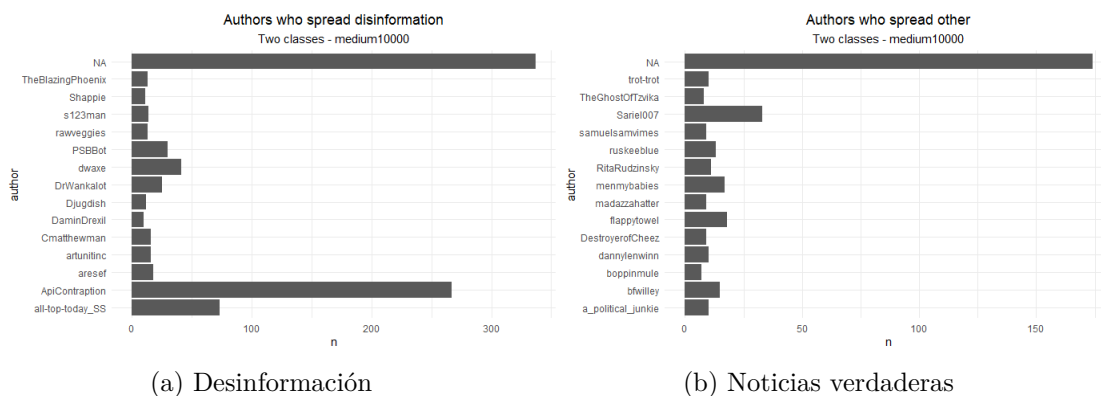 Authors who spread disinformation
Two classes - medium10000
author
NA
TheBlazingPhoenix
Shappie
s123man
rawveggies
PSBBot
dwaxe
DrWankalot
Djugdish
DaminDrexil
Cmatthewman
artunitinc
aresef
ApiContraption
all-top-today_SS
0 100 200 300
n
(a) Desinformación
Authors who spread other
Two classes - medium10000
author
NA
trot-trot
TheGhostOfTzvika
Sariel007
samuelsamvimes
ruskeeblue
RitaRudzinsky
menmybabies
madazzahatter
flappytowel
DestroyerofCheez
dannylenwinn
boppinmule
bfwilley
a_political_junkie
0 50 100 150
n
(b) Noticias verdaderas